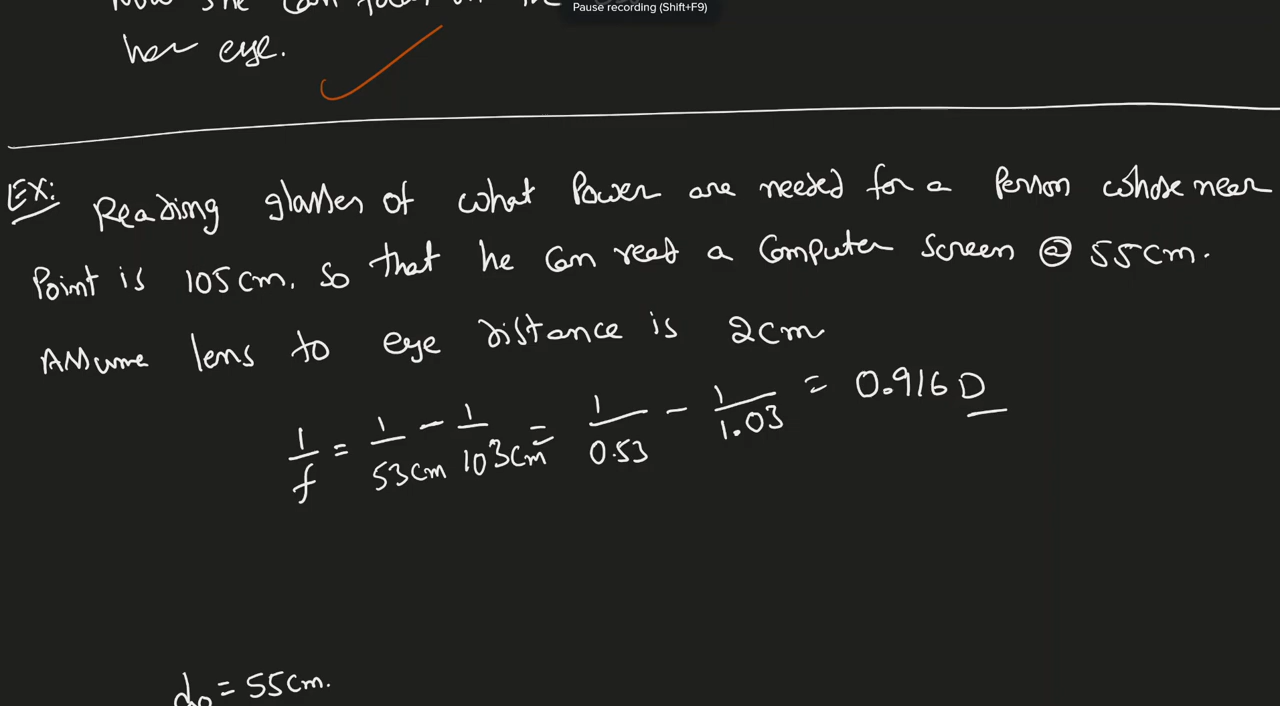 Pause recording (Shift+F9)
her eye.
EX: Reading glasses of what Power are needed for a Person whose near
Point is 105cm. so that he can read a computer screen @ 55cm.
Assume lens to eye distance is 2cm
1/f = 1/53cm - 1/103cm = 1/0.53 - 1/1.03 = 0.916 D
do = 55cm.